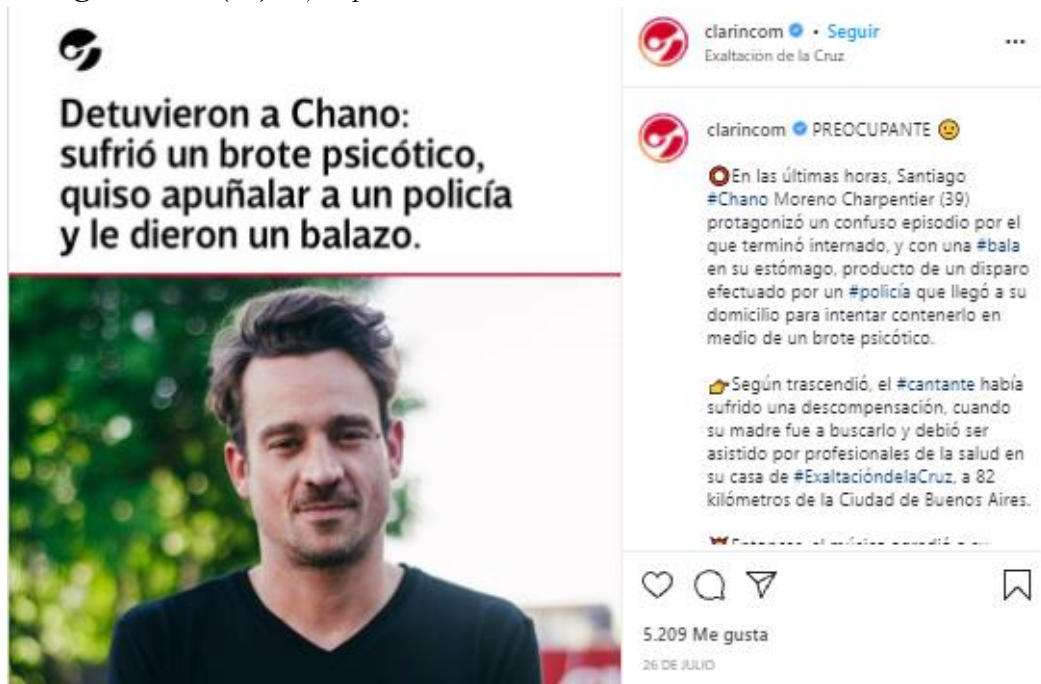 Detuvieron a Chano:
sufrió un brote psicótico,
quiso apuñalar a un policía
y le dieron un balazo.
clarincom • Seguir
Exaltación de la Cruz
clarincom PREOCUPANTE
En las últimas horas, Santiago
#Chano Moreno Charpentier (39)
protagonizó un confuso episodio por el
que terminó internado, y con una #bala
en su estómago, producto de un disparo
efectuado por un #policía que llegó a su
domicilio para intentar contenerlo en
medio de un brote psicótico.
Según trascendió, el #cantante había
sufrido una descompensación, cuando
su madre fue a buscarlo y debió ser
asistido por profesionales de la salud en
su casa de #ExaltacióndelaCruz, a 82
kilómetros de la Ciudad de Buenos Aires.
5.209 Me gusta
26 DE JULIO